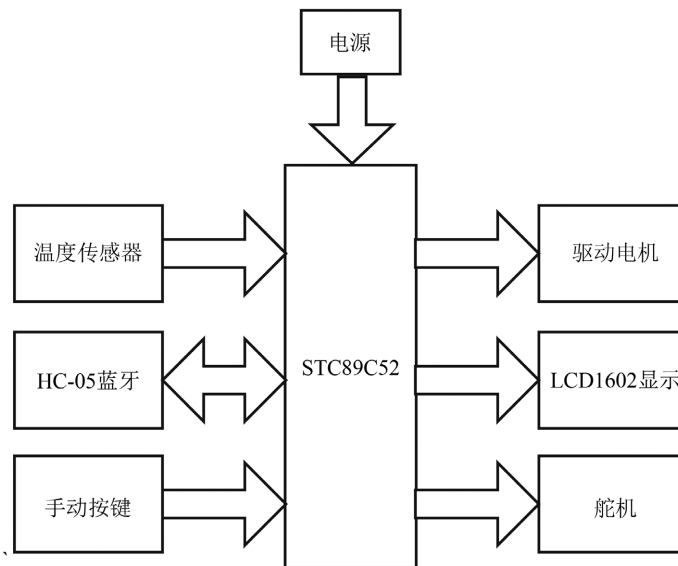 电源
温度传感器
驱动电机
HC-05蓝牙
STC89C52
LCD1602显示
手动按键
舵机
、